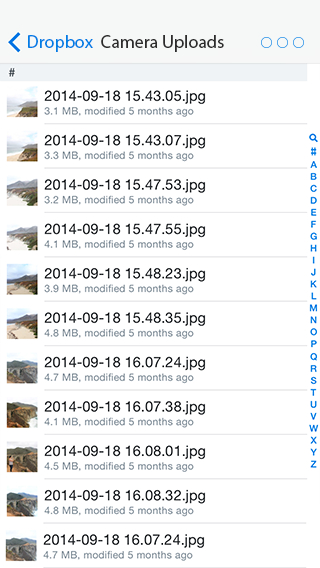 Dropbox Camera Uploads
#
2014-09-18 15.43.05.jpg
3.1 MB, modified 5 months ago
2014-09-18 15.43.07.jpg
3.3 MB, modified 5 months ago
2014-09-18 15.47.53.jpg
3.2 MB, modified 5 months ago
2014-09-18 15.47.55.jpg
4.1 MB, modified 5 months ago
2014-09-18 15.48.23.jpg
3.9 MB, modified 5 months ago
2014-09-18 15.48.35.jpg
4.8 MB, modified 5 months ago
2014-09-18 16.07.24.jpg
4.7 MB, modified 5 months ago
2014-09-18 16.07.38.jpg
4.1 MB, modified 5 months ago
2014-09-18 16.08.01.jpg
4.5 MB, modified 5 months ago
2014-09-18 16.08.32.jpg
4.8 MB, modified 5 months ago
2014-09-18 16.07.24.jpg
4.7 MB, modified 5 months ago
#
A
B
C
D
E
F
G
H
I
J
K
L
M
N
O
P
Q
R
S
T
U
V
W
X
Y
Z